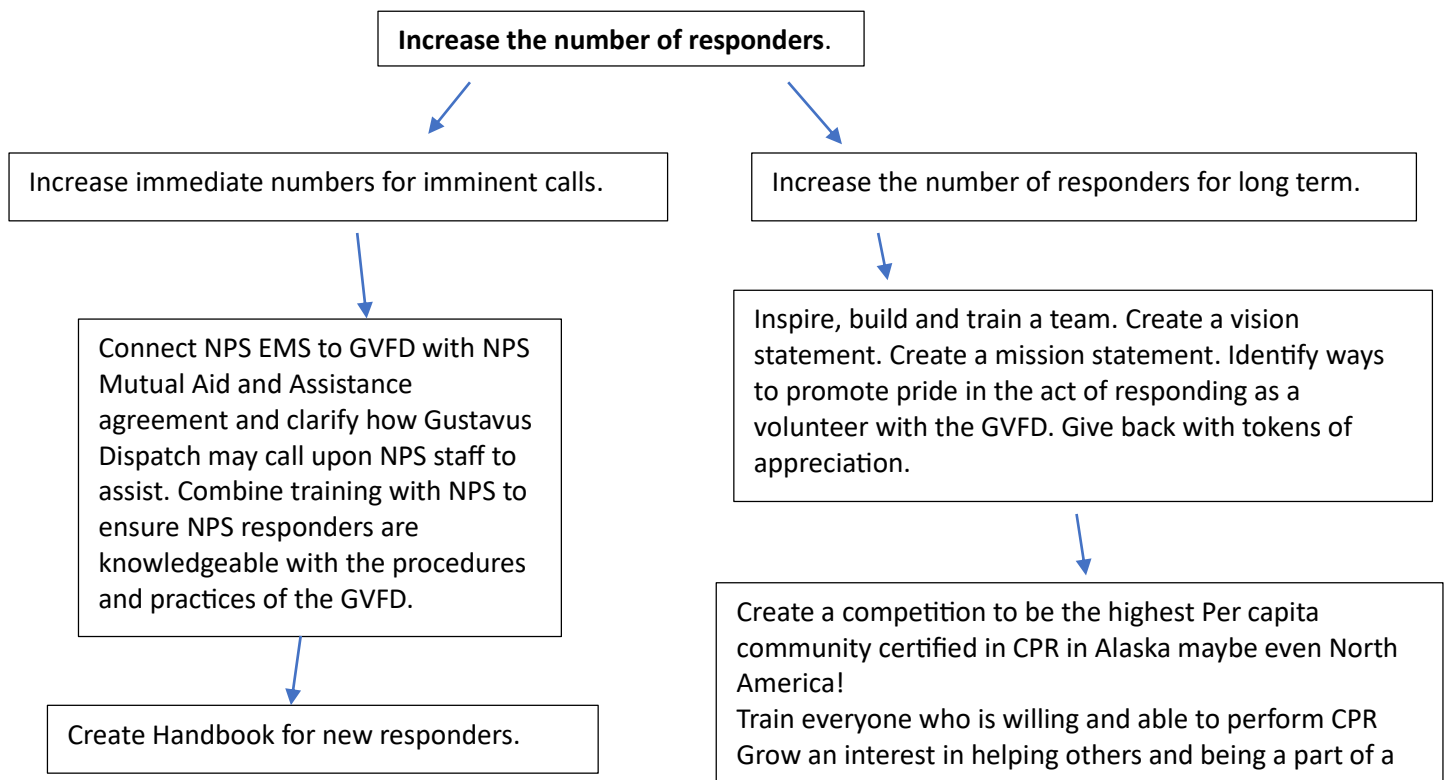 Increase the number of responders.
Increase immediate numbers for imminent calls.
Increase the number of responders for long term.
Connect NPS EMS to GVFD with NPS
Mutual Aid and Assistance
agreement and clarify how Gustavus
Dispatch may call upon NPS staff to
assist. Combine training with NPS to
ensure NPS responders are
knowledgeable with the procedures
and practices of the GVFD.
Inspire, build and train a team. Create a vision
statement. Create a mission statement. Identify ways
to promote pride in the act of responding as a
volunteer with the GVFD. Give back with tokens of
appreciation.
Create Handbook for new responders.
Create a competition to be the highest Per capita
community certified in CPR in Alaska maybe even North
America!
Train everyone who is willing and able to perform CPR
Grow an interest in helping others and being a part of a